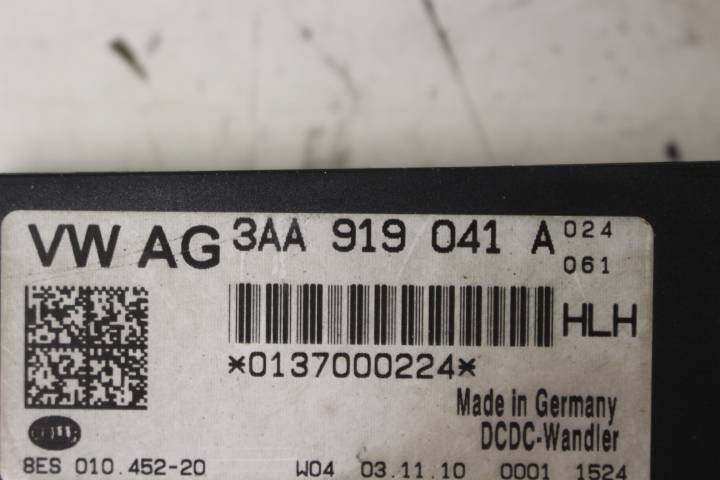 VW AG 3AA 919 041 A 024
061
HLH
*0137000224*
Made in Germany
DCDC-Wandler
8ES 010.452-20 W04 03.11.10 0001 1524